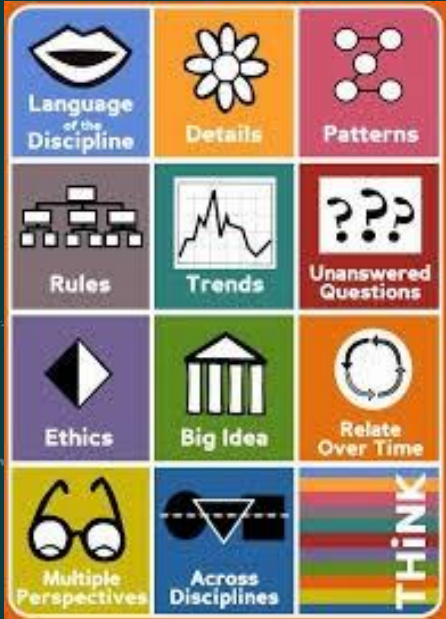 Language
of the
Discipline
Details
Patterns
Rules
Trends
???
Unanswered
Questions
Ethics
Big Idea
Relate
Over Time
Multiple
Perspectives
Across
Disciplines
THiNK